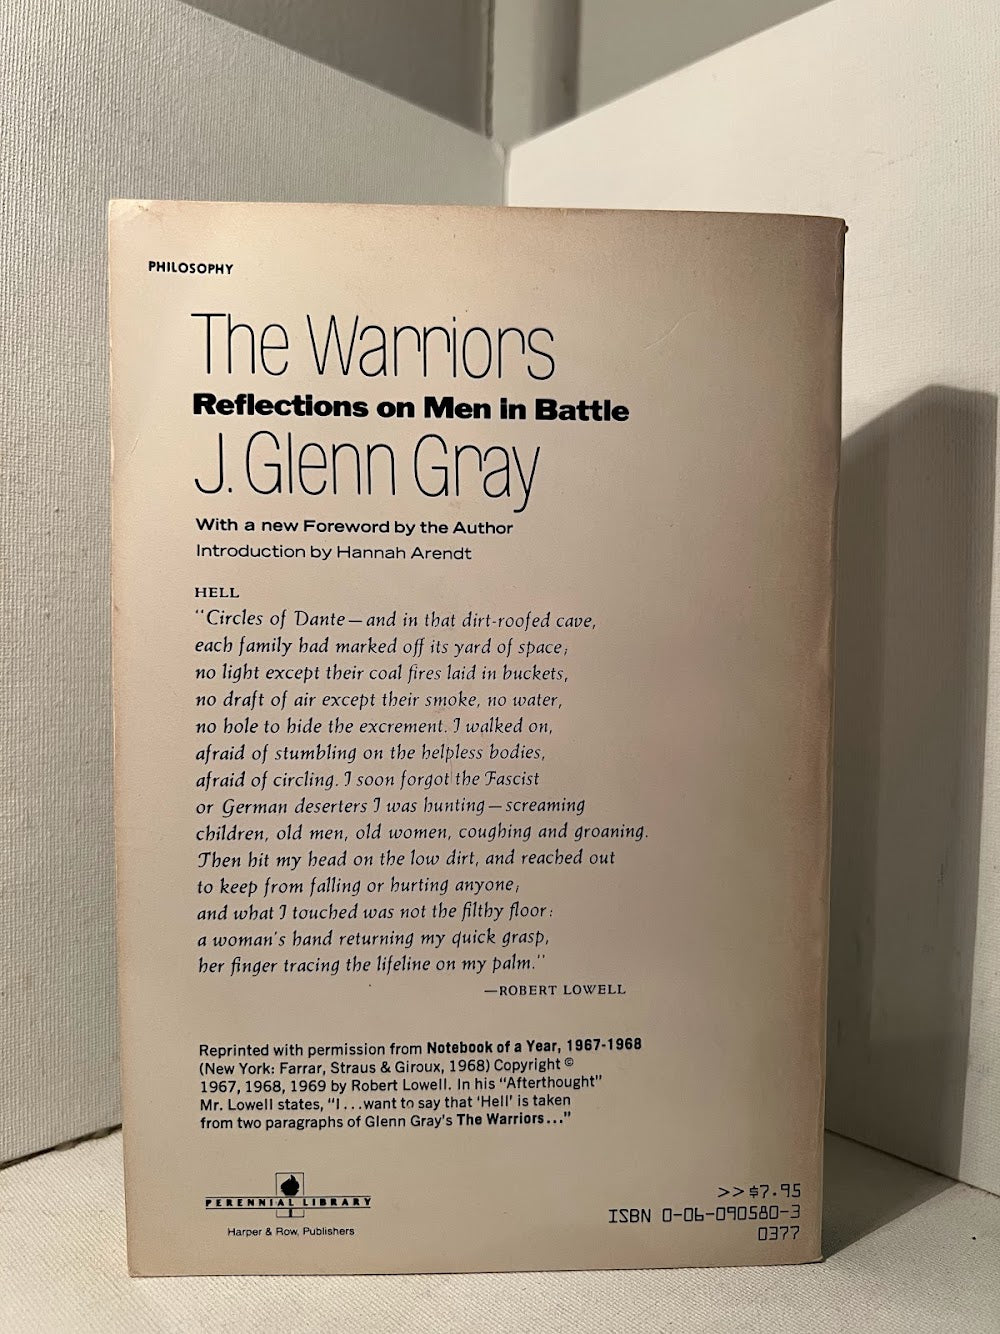 PHILOSOPHY
The Warriors
Reflections on Men in Battle
J. Glenn Gray
With a new Foreword by the Author
Introduction by Hannah Arendt
HELL
"Circles of Dante—and in that dirt-roofed cave,
each family had marked off its yard of space;
no light except their coal fires laid in buckets,
no draft of air except their smoke, no water,
no hole to hide the excrement. I walked on,
afraid of stumbling on the helpless bodies,
afraid of circling. I soon forgot the Fascist
or German deserters I was hunting—screaming
children, old men, old women, coughing and groaning.
Then hit my head on the low dirt, and reached out
to keep from falling or hurting anyone;
and what I touched was not the filthy floor:
a woman's hand returning my quick grasp,
her finger tracing the lifeline on my palm."
—ROBERT LOWELL
Reprinted with permission from Notebook of a Year, 1967-1968
(New York: Farrar, Straus & Giroux, 1968) Copyright ©
1967, 1968, 1969 by Robert Lowell. In his "Afterthought"
Mr. Lowell states, "I...want to say that 'Hell' is taken
from two paragraphs of Glenn Gray's The Warriors..."
PERENNIAL LIBRARY
Harper & Row, Publishers
>>$7.95
ISBN 0-06-090580-3
0377